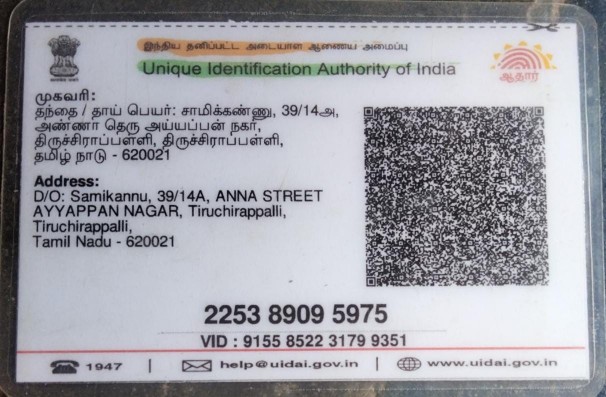 இந்திய தனிப்பட்ட அடையாள ஆணைய அமைப்பு
Unique Identification Authority of India
ஆதார்
முகவரி:
தந்தை / தாய் பெயர்: சாமிக்கண்ணு, 39/14அ,
அண்ணா தெரு அய்யப்பன் நகர்,
திருச்சிராப்பள்ளி, திருச்சிராப்பள்ளி,
தமிழ் நாடு - 620021
Address:
D/O: Samikannu, 39/14A, ANNA STREET
AYYAPPAN NAGAR, Tiruchirappalli,
Tiruchirappalli,
Tamil Nadu - 620021
2253 8909 5975
VID : 9155 8522 3179 9351
1947 | help@uidai.gov.in | www.uidai.gov.in